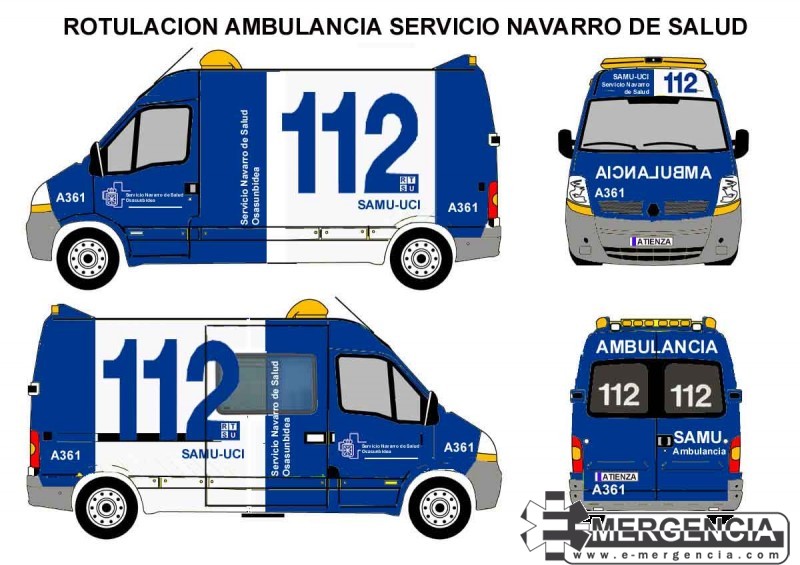 ROTULACION AMBULANCIA SERVICIO NAVARRO DE SALUD
112
RT
SU
SAMU-UCI
A361
A361
Servicio Navarro de Salud
Osasunbidea
Servicio Navarro de Salud
Osasunbidea
SAMU-UCI
Servicio Navarro
de Salud
112
AMBULANCIA
A361
ATIENZA
112
RT
SU
SAMU-UCI
A361
A361
Servicio Navarro de Salud
Osasunbidea
Servicio Navarro de Salud
Osasunbidea
AMBULANCIA
112
112
SAMU.
Ambulancia
ATIENZA
A361
EMERGENCIA
www.e-mergencia.com